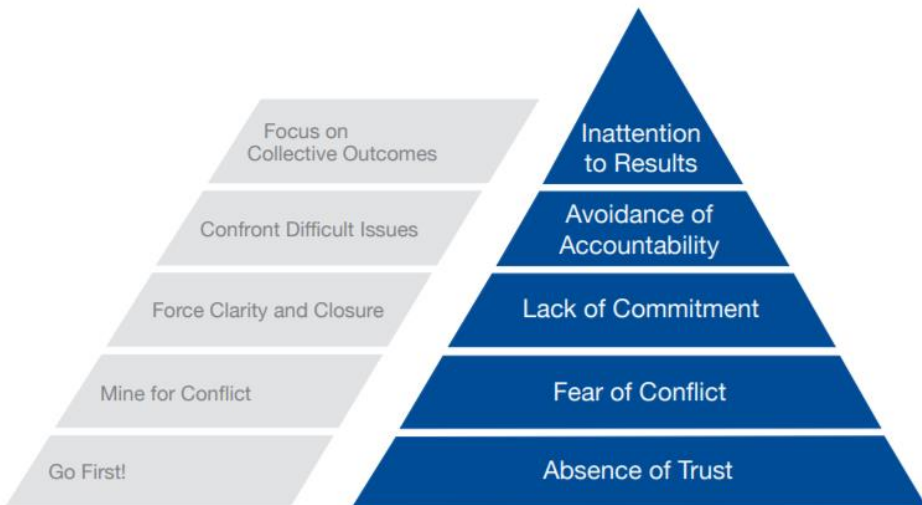 Focus on
Collective Outcomes
Inattention
to Results
Confront Difficult Issues
Avoidance of
Accountability
Force Clarity and Closure
Lack of Commitment
Mine for Conflict
Fear of Conflict
Go First!
Absence of Trust